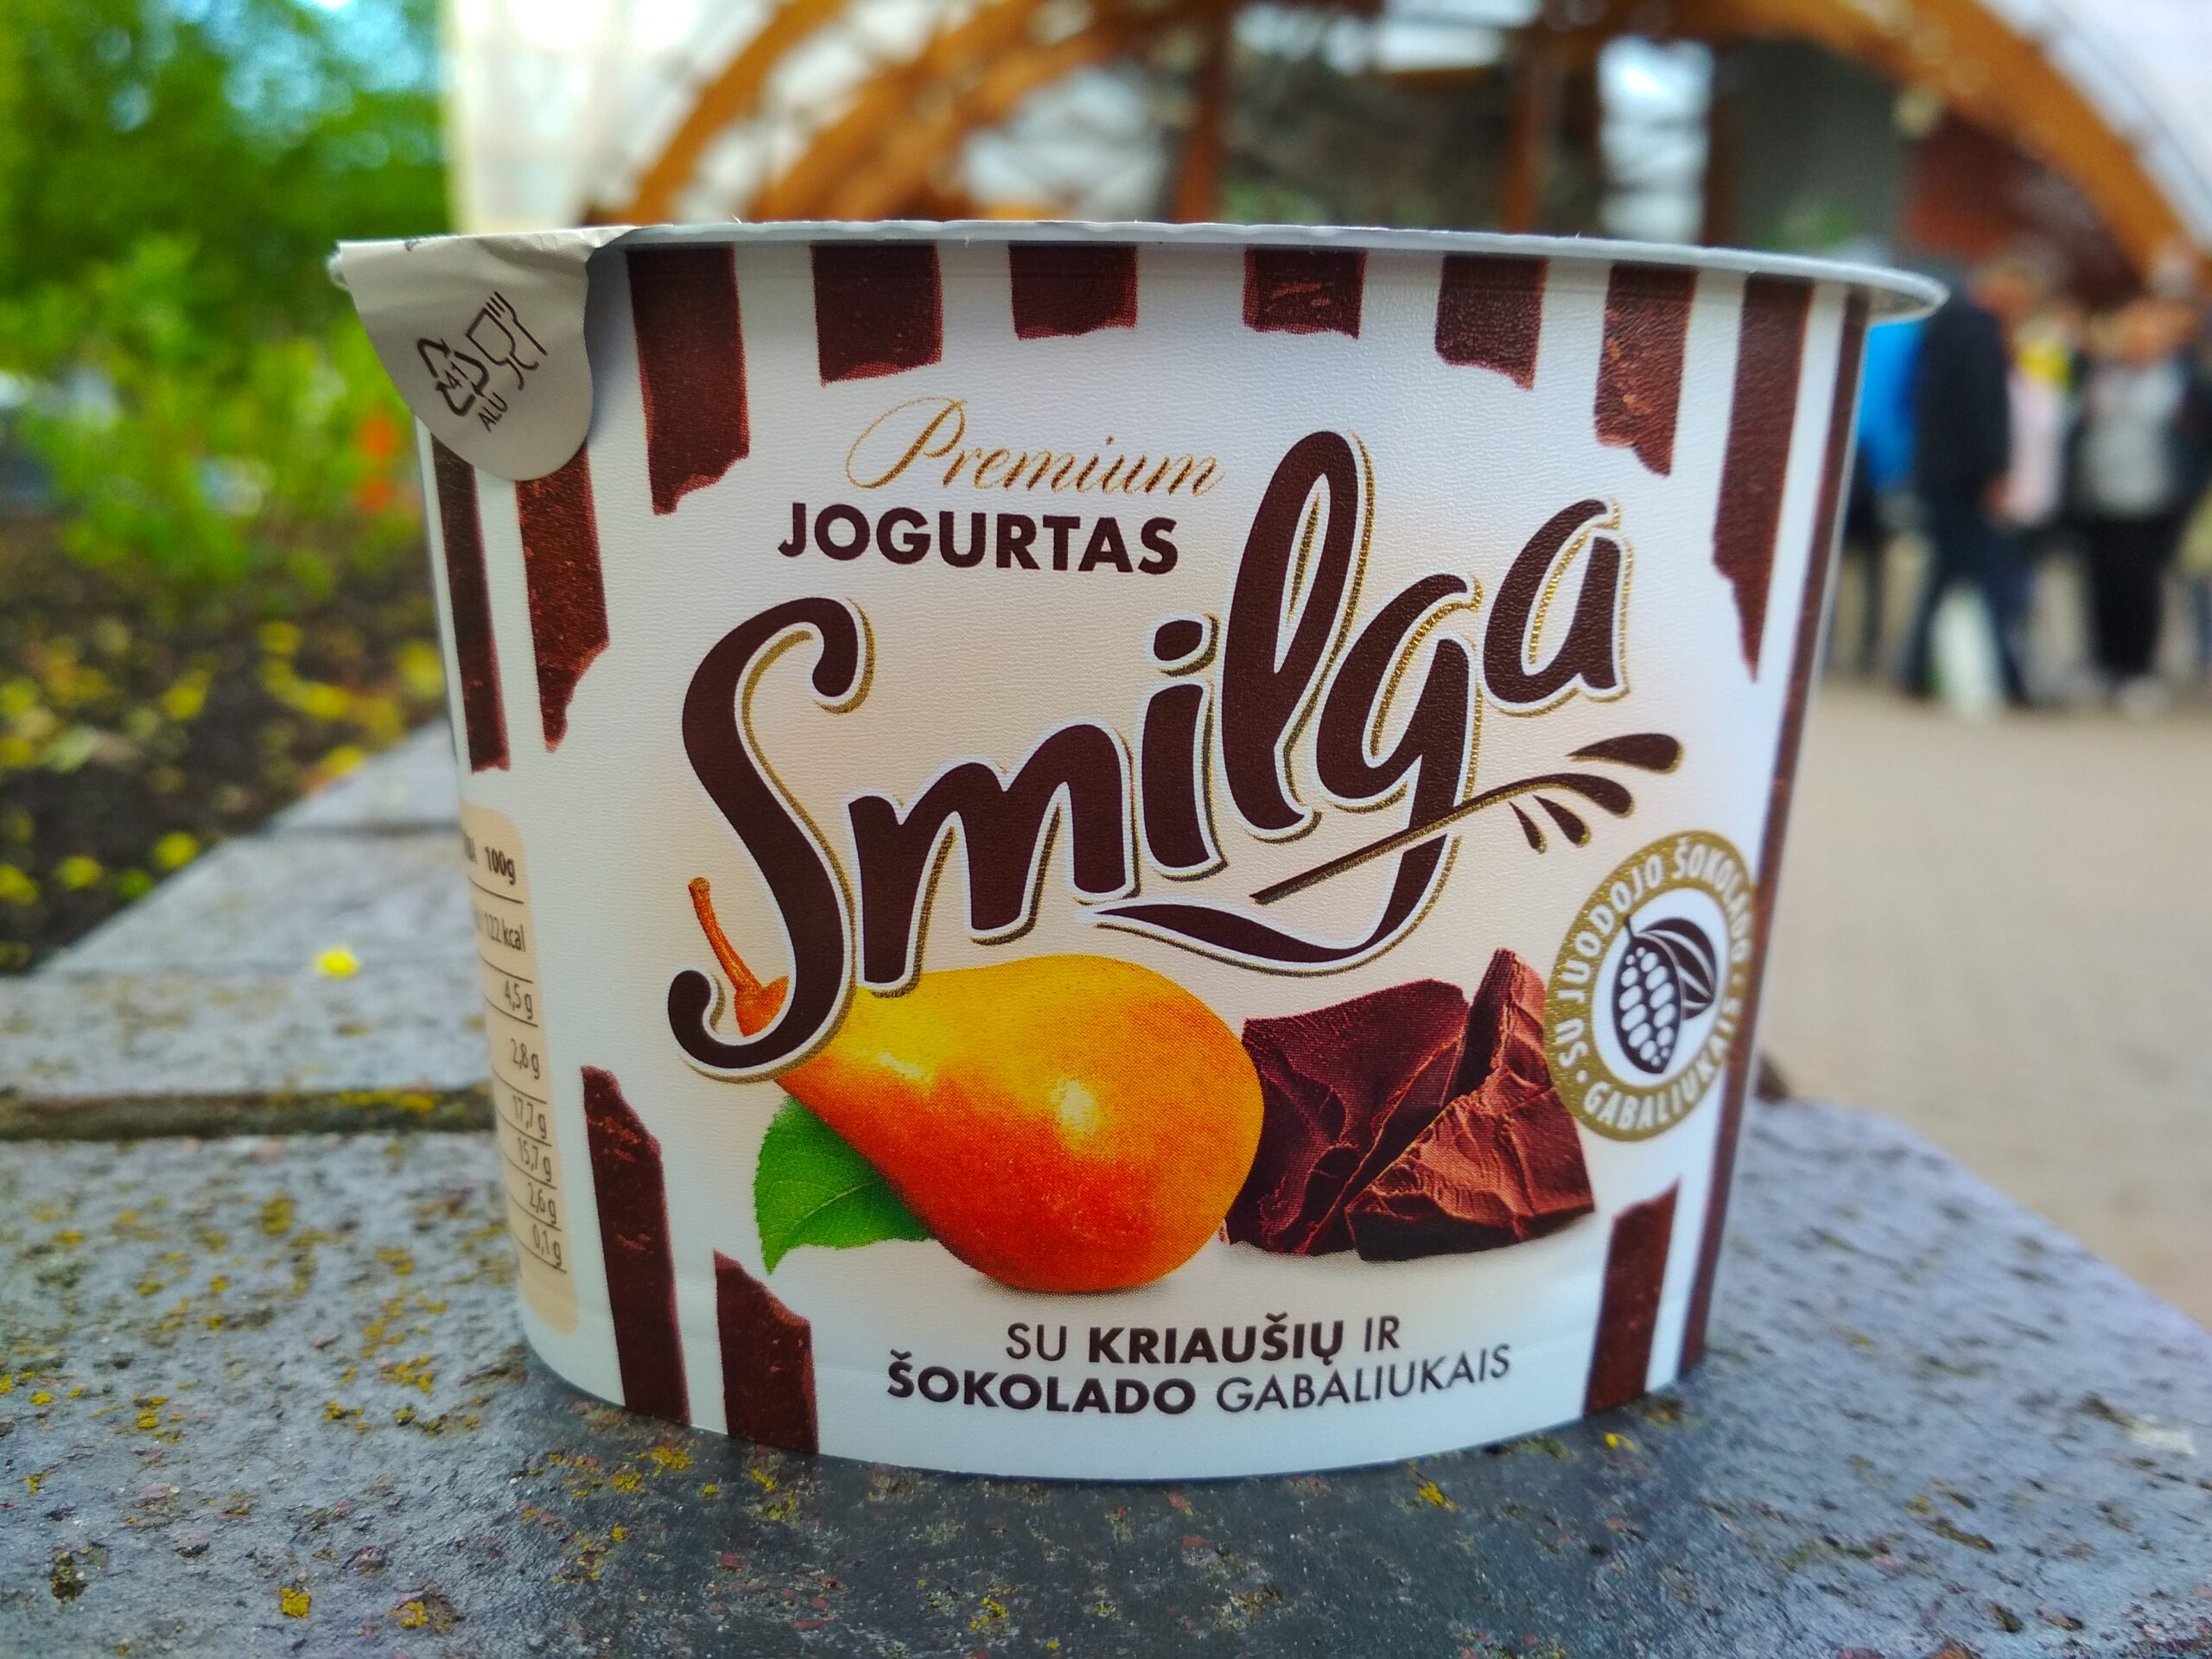 41
ALU
Premium
JOGURTAS
Smilga
100g
122 kcal
4,5 g
2,8 g
17,7 g
15,7 g
2,6 g
0,1 g
SU JUODOJO ŠOKOLADO
GABALIUKAIS
SU KRIAUŠIŲ IR
ŠOKOLADO GABALIUKAIS